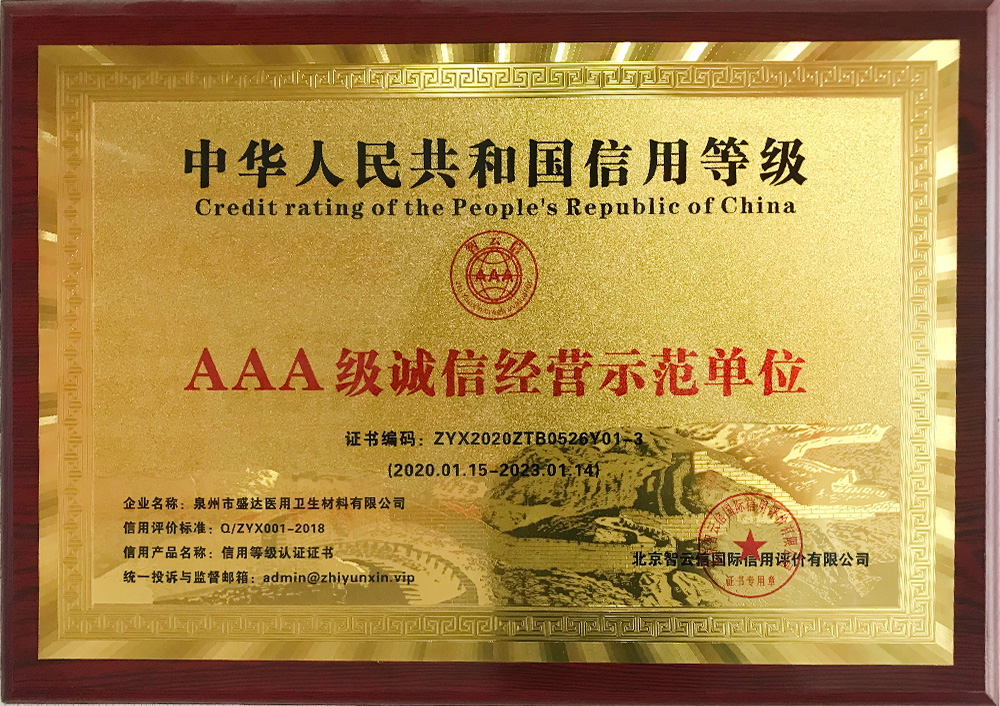 中华人民共和国信用等级
Credit rating of the People's Republic of China
智云信
AAA
AAA级诚信经营示范单位
证书编码：ZYX2020ZTB0526Y01-3
(2020.01.15-2023.01.14)
企业名称：泉州市盛达医用卫生材料有限公司
信用评价标准：Q/ZYX001-2018
信用产品名称：信用等级认证证书
统一投诉与监督邮箱：admin@zhiyunxin.vip
北京智云信国际信用评价有限公司
证书专用章